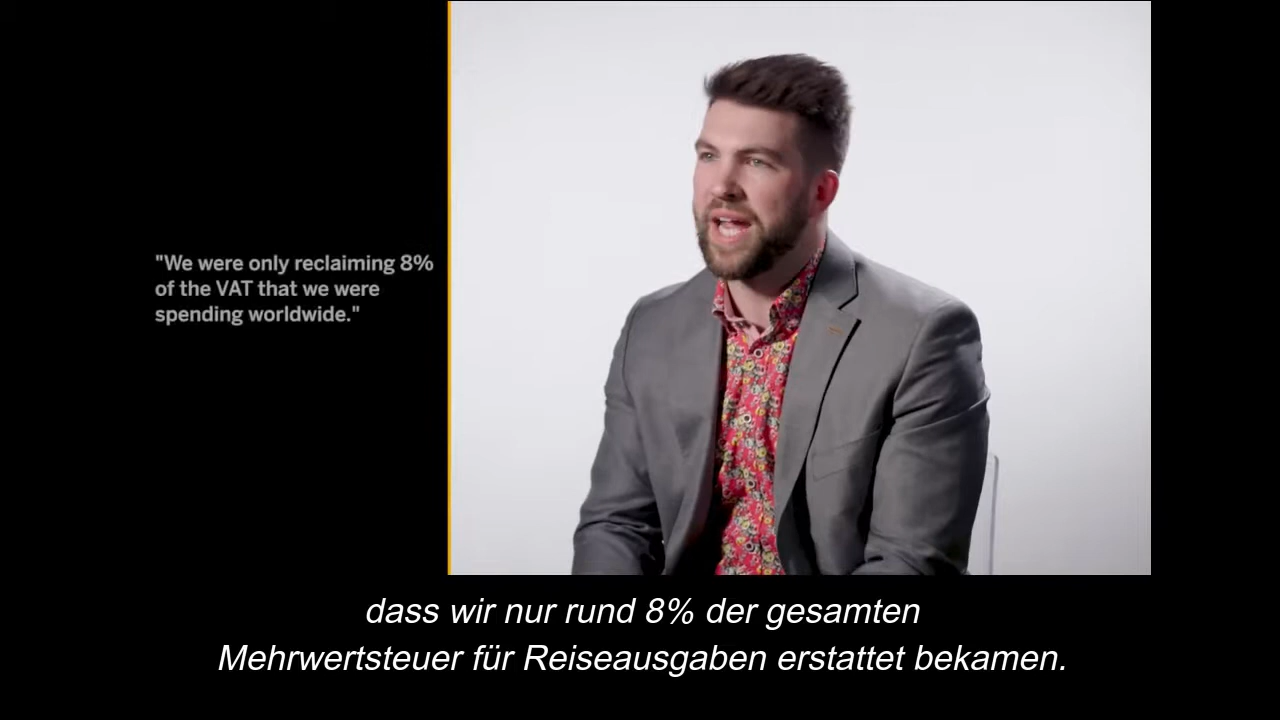 "We were only reclaiming 8%
of the VAT that we were
spending worldwide."
dass wir nur rund 8% der gesamten
Mehrwertsteuer für Reiseausgaben erstattet bekamen.